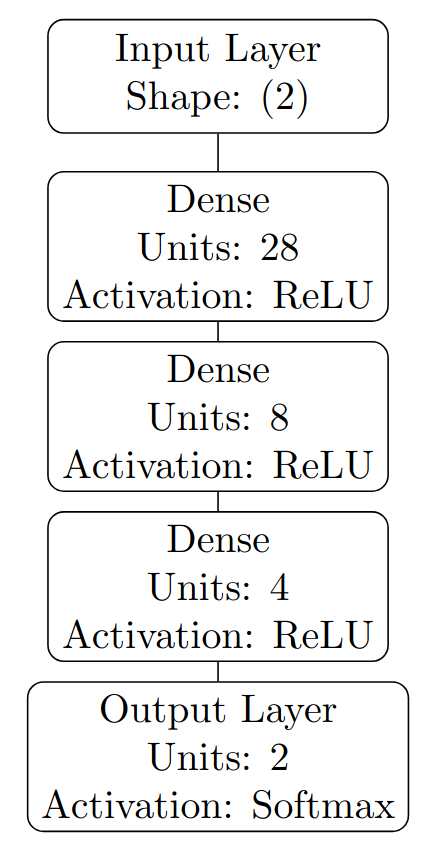 Input Layer
Shape: (2)
Dense
Units: 28
Activation: ReLU
Dense
Units: 8
Activation: ReLU
Dense
Units: 4
Activation: ReLU
Output Layer
Units: 2
Activation: Softmax